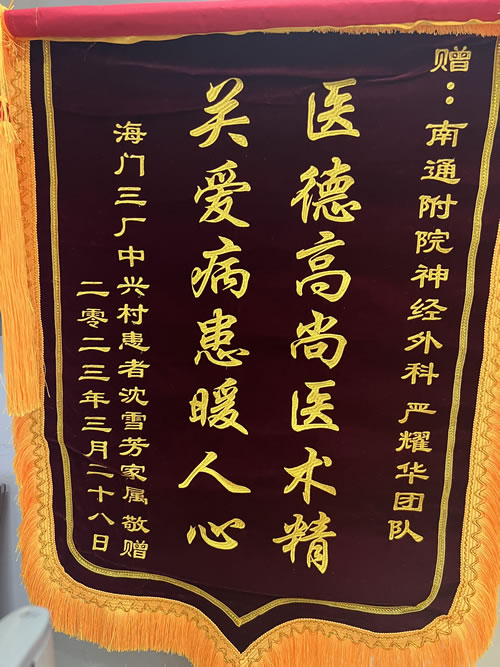 赠：南通附院神经外科 严耀华团队
医德高尚医术精
关爱病患暖人心
海门三厂中兴村患者沈雪芳家属敬赠
二零二三年三月二十八日